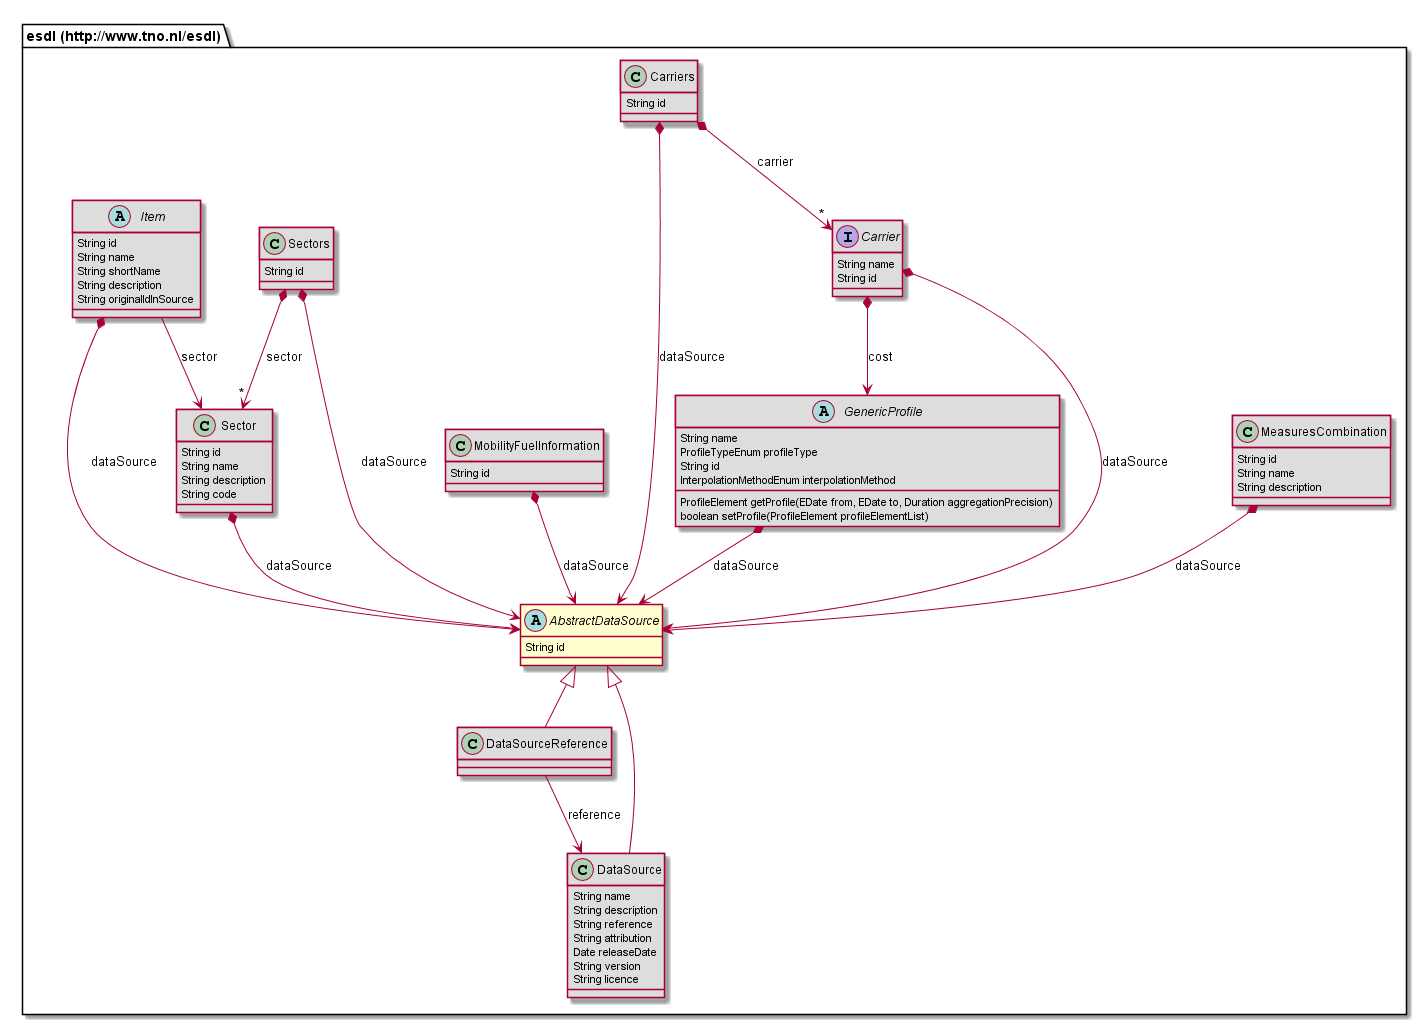 esdl (http://www.tno.nl/esdl)
C Carriers
String id
carrier
*
A Item
String id
String name
String shortName
String description
String originalIdInSource
C Sectors
String id
I Carrier
String name
String id
sector
sector
*
dataSource
cost
C Sector
String id
String name
String description
String code
dataSource
dataSource
C MobilityFuelInformation
String id
A GenericProfile
String name
ProfileTypeEnum profileType
String id
InterpolationMethodEnum interpolationMethod
ProfileElement getProfile(EDate from, EDate to, Duration aggregationPrecision)
boolean setProfile(ProfileElement profileElementList)
dataSource
C MeasuresCombination
String id
String name
String description
dataSource
dataSource
dataSource
dataSource
A AbstractDataSource
String id
C DataSourceReference
reference
C DataSource
String name
String description
String reference
String attribution
Date releaseDate
String version
String licence